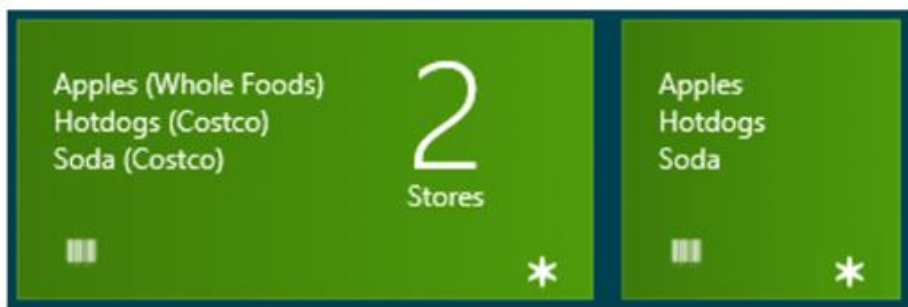 Apples (Whole Foods)
Hotdogs (Costco)
Soda (Costco)
2
Stores
Apples
Hotdogs
Soda